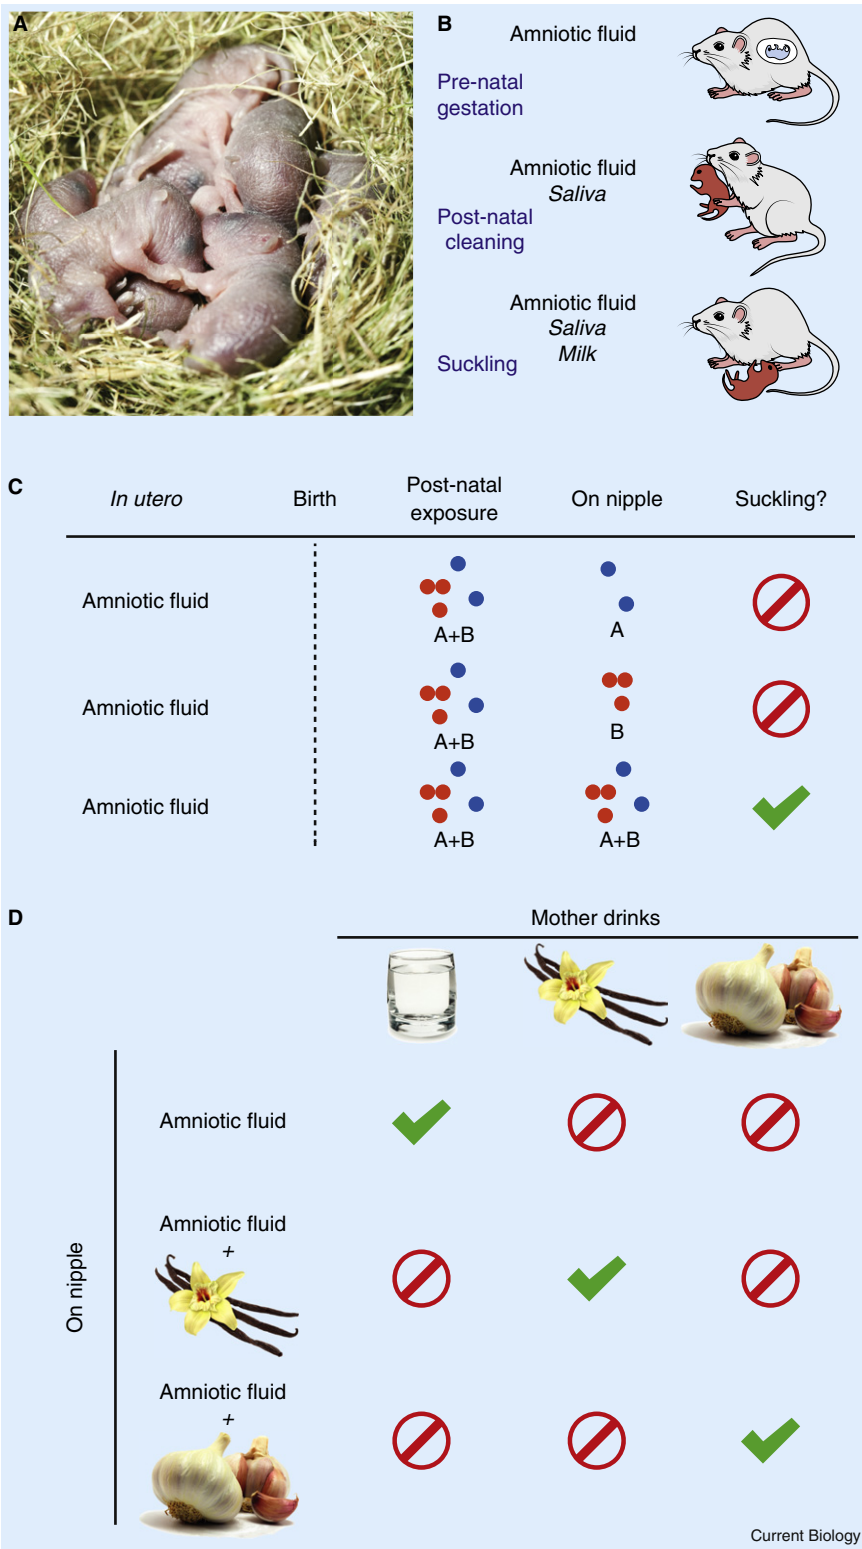 A
B
Amniotic fluid
Pre-natal
gestation
Amniotic fluid
Saliva
Post-natal
cleaning
Amniotic fluid
Saliva
Milk
Suckling
C
In utero
Birth
Post-natal
exposure
On nipple
Suckling?
Amniotic fluid
A+B
A
Amniotic fluid
A+B
B
Amniotic fluid
A+B
A+B
D
Mother drinks
On nipple
Amniotic fluid
Amniotic fluid
+
Amniotic fluid
+
Current Biology